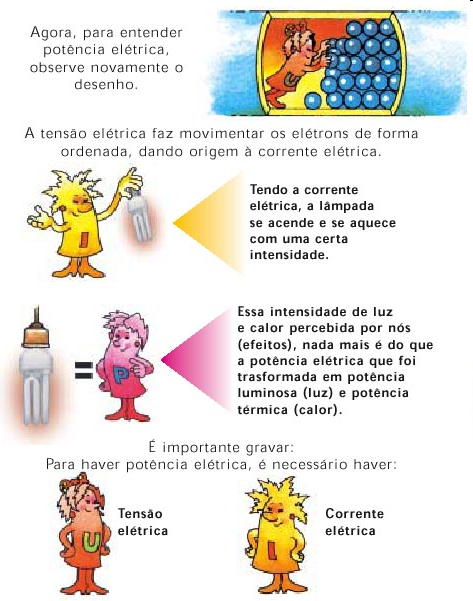 Agora, para entender
potência elétrica,
observe novamente o
desenho.
U
A tensão elétrica faz movimentar os elétrons de forma
ordenada, dando origem à corrente elétrica.
I
Tendo a corrente
elétrica, a lâmpada
se acende e se aquece
com uma certa
intensidade.
=
P
Essa intensidade de luz
e calor percebida por nós
(efeitos), nada mais é do que
a potência elétrica que foi
trasformada em potência
luminosa (luz) e potência
térmica (calor).
É importante gravar:
Para haver potência elétrica, é necessário haver:
U
Tensão
elétrica
I
Corrente
elétrica